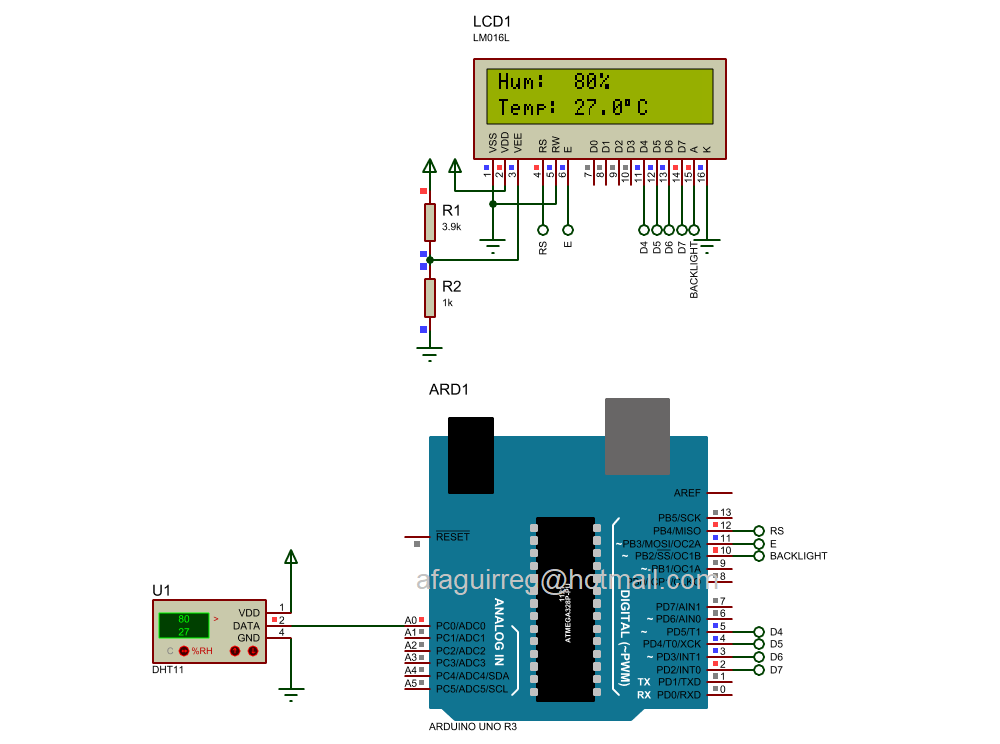 LCD1
LM016L
Hum: 80%
Temp: 27.0°C
VSS VDD VEE RS RW E D0 D1 D2 D3 D4 D5 D6 D7 A K
1 2 3 4 5 6 7 8 9 10 11 12 13 14 15 16
R1
3.9k
RS E D4 D5 D6 D7 BACKLIGHT
R2
1k
ARD1
AREF
RESET
PB5/SCK 13
PB4/MISO 12 RS
~PB3/MOSI/OC2A 11 E
~ PB2/SS/OC1B 10 BACKLIGHT
~PB1/OC1A 9
8
afaguirreg@hotmail.com
ATMEGA328P-PU
ANALOG IN
DIGITAL (~PWM)
U1
80
27
>
C %RH
VDD 1
DATA 2
GND 4
DHT11
A0 PC0/ADC0
A1 PC1/ADC1
A2 PC2/ADC2
A3 PC3/ADC3
A4 PC4/ADC4/SDA
A5 PC5/ADC5/SCL
PD7/AIN1 7
~ PD6/AIN0 6
~ PD5/T1 5 D4
PD4/T0/XCK 4 D5
~ PD3/INT1 3 D6
PD2/INT0 2 D7
TX PD1/TXD 1
RX PD0/RXD 0
ARDUINO UNO R3